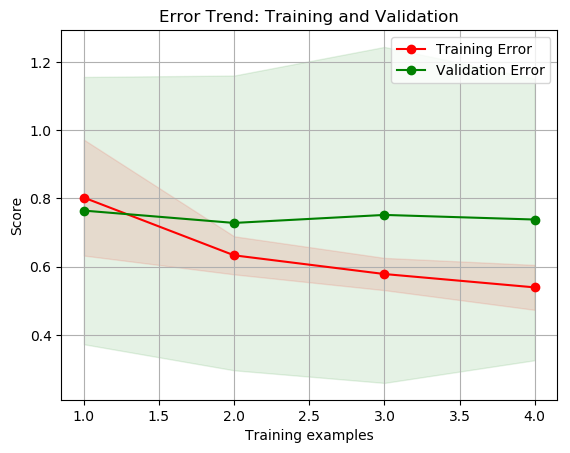 Error Trend: Training and Validation
Training Error
Validation Error
1.2
1.0
0.8
0.6
0.4
Score
1.0 1.5 2.0 2.5 3.0 3.5 4.0
Training examples